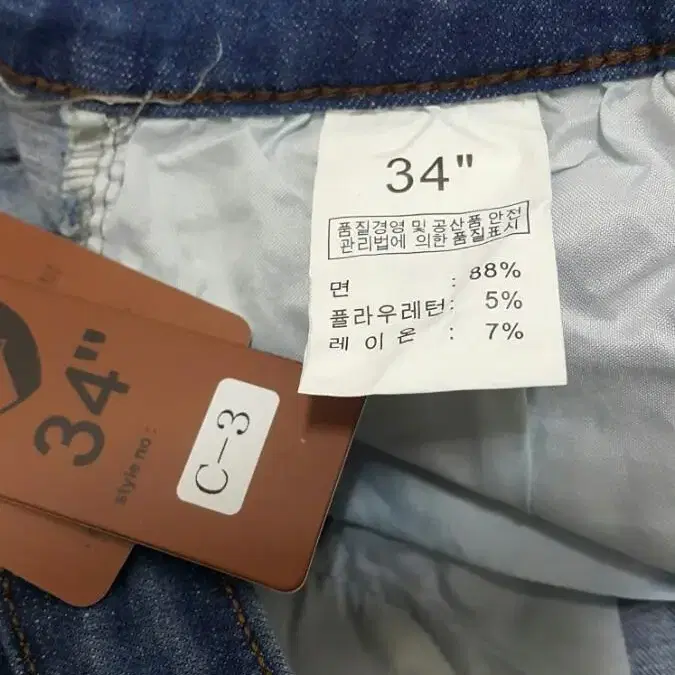 34"
품질경영 및 공산품 안전
관리법에 의한 품질표시
면 : 88%
폴라우레턴: 5%
레이온 : 7%
34"
style no :
C-3